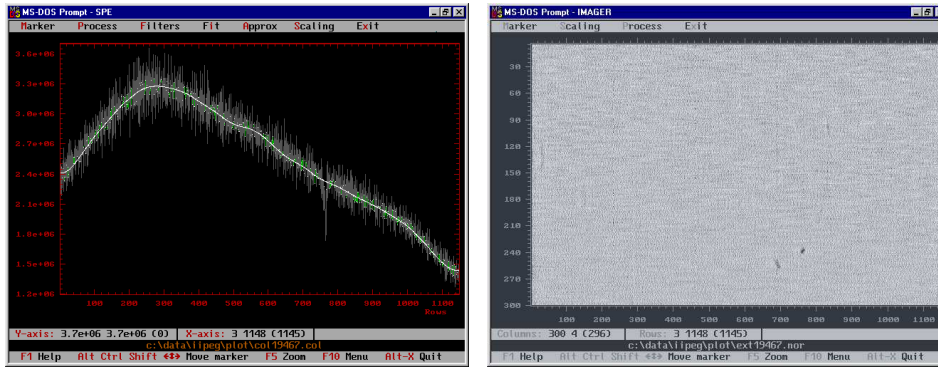 MS-DOS Prompt - SPE
Marker Process Filters Fit Approx Scaling Exit
3.6e+06
3.3e+06
3.0e+06
2.7e+06
2.4e+06
2.1e+06
1.8e+06
1.5e+06
1.2e+06
100 200 300 400 500 600 700 800 900 1000 1100
Rows
Y-axis: 3.7e+06 3.7e+06 (0) X-axis: 3 1148 (1145)
c:\data\iipeg\plot\col19467.col
F1 Help Alt Ctrl Shift Move marker F5 Zoom F10 Menu Alt-X Quit
MS-DOS Prompt - IMAGER
Marker Scaling Process Exit
30
60
90
120
150
180
210
240
270
300
100 200 300 400 500 600 700 800 900 1000 1100
Columns: 300 4 (296) Rows: 3 1148 (1145)
c:\data\iipeg\plot\ext19467.nor
F1 Help Alt Ctrl Shift Move marker F5 Zoom F10 Menu Alt-X Quit